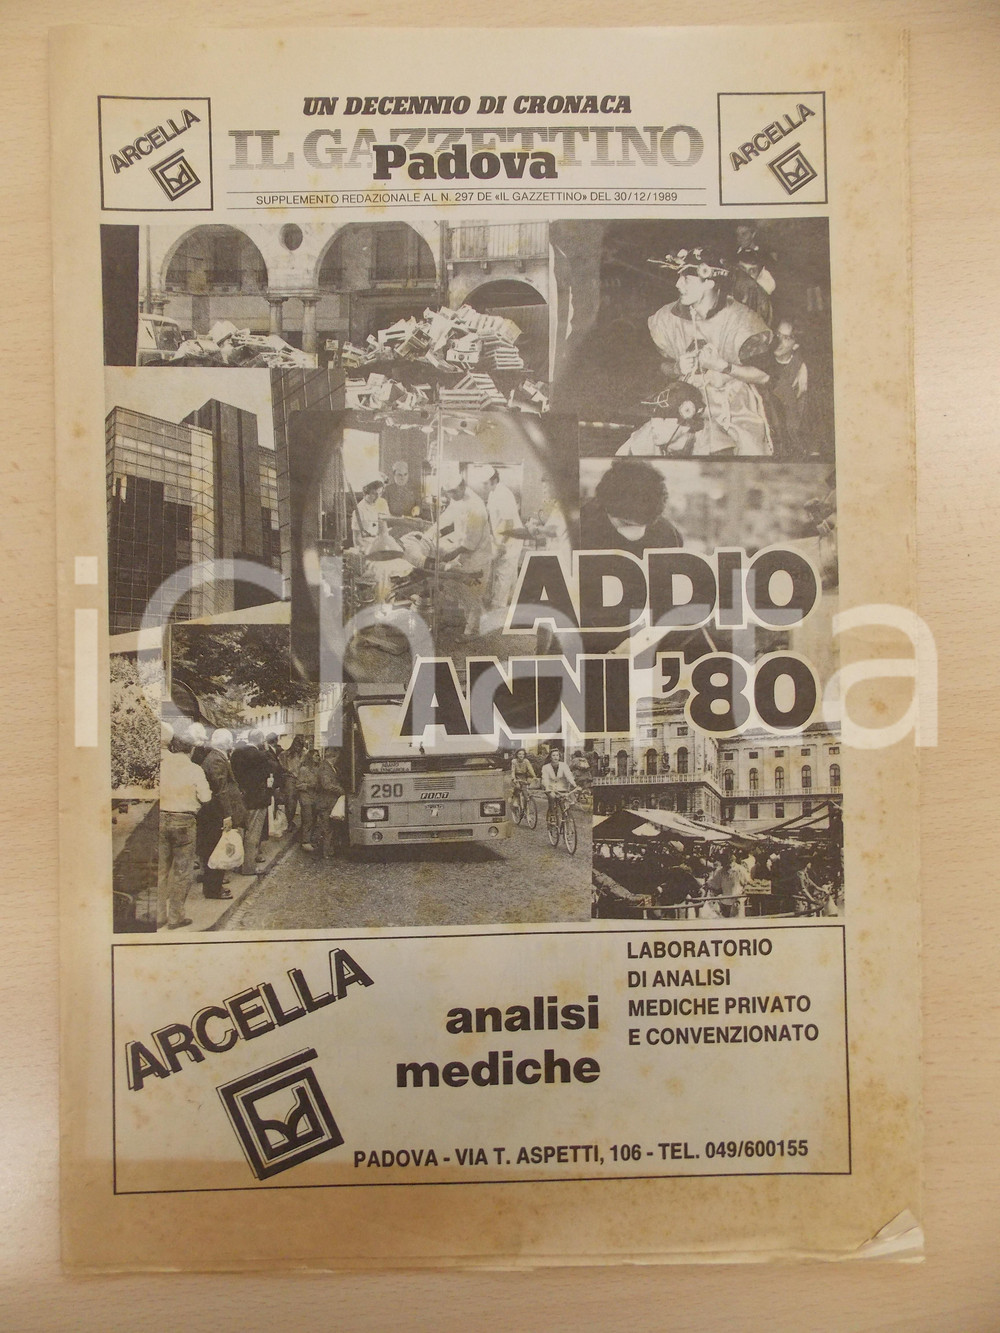 UN DECENNIO DI CRONACA
ARCELLA
IL GAZZETTINO
Padova
ARCELLA
SUPPLEMENTO REDAZIONALE AL N. 297 DE «IL GAZZETTINO» DEL 30/12/1989
ADDIO
ANNI '80
iCharta
290
FIAT
ARCELLA
analisi
mediche
LABORATORIO
DI ANALISI
MEDICHE PRIVATO
E CONVENZIONATO
PADOVA - VIA T. ASPETTI, 106 - TEL. 049/600155